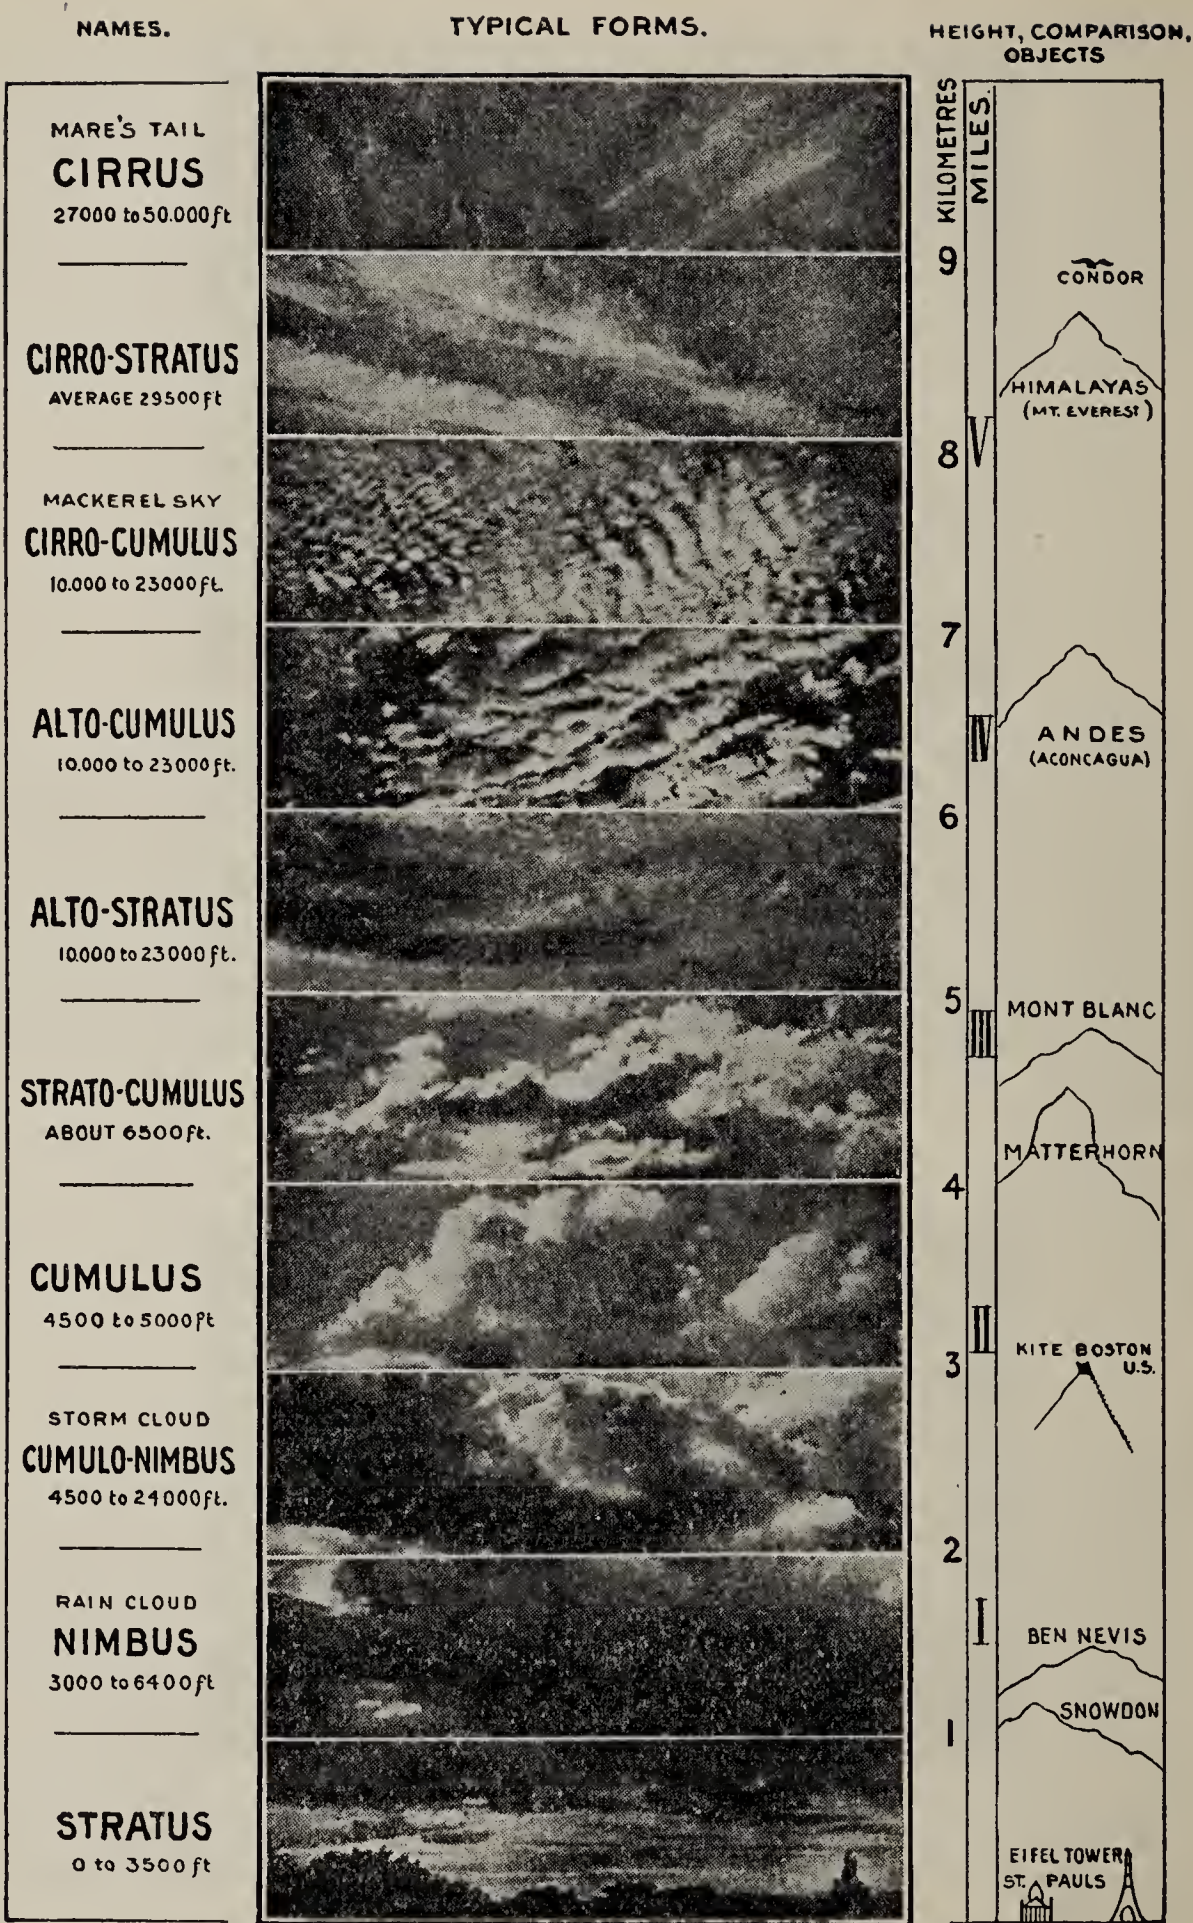 NAMES.
TYPICAL FORMS.
HEIGHT, COMPARISON,
OBJECTS
MARE'S TAIL
CIRRUS
27000 to 50.000 ft
CIRRO-STRATUS
AVERAGE 29500 ft
MACKEREL SKY
CIRRO-CUMULUS
10.000 to 23000 ft.
ALTO-CUMULUS
10.000 to 23000 ft.
ALTO-STRATUS
10.000 to 23000 ft.
STRATO-CUMULUS
ABOUT 6500 ft.
CUMULUS
4500 to 5000 ft
STORM CLOUD
CUMULO-NIMBUS
4500 to 24000 ft.
RAIN CLOUD
NIMBUS
3000 to 6400 ft
STRATUS
0 to 3500 ft
KILOMETRES
9
8
7
6
5
4
3
2
1
MILES.
V
IV
III
II
I
CONDOR
HIMALAYAS
(MT. EVEREST)
ANDES
(ACONCAGUA)
MONT BLANC
MATTERHORN
KITE BOSTON
U.S.
BEN NEVIS
SNOWDON
EIFEL TOWER
ST. PAULS